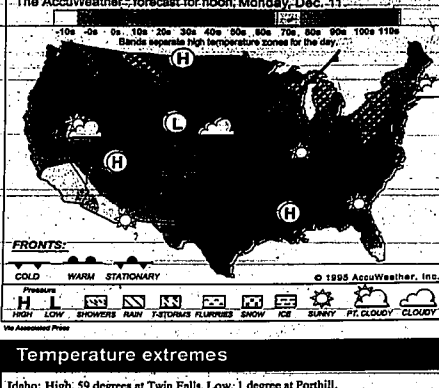 The AccuWeather forecast for noon, Monday, Dec. 11.
-10s -0s 0s 10s 20s 30s 40s 50s 60s 70s 80s 90s 100s 110s
Bands separate high temperature zones for the day.
H
L
H
H
FRONTS:
COLD WARM STATIONARY
© 1995 AccuWeather, Inc.
Pressure
H L
HIGH LOW SHOWERS RAIN T-STORMS FLURRIES SNOW ICE SUNNY PT. CLOUDY CLOUDY
Via Associated Press
Temperature extremes
Idaho: High, 59 degrees at Twin Falls. Low, 1 degree at Porthill.